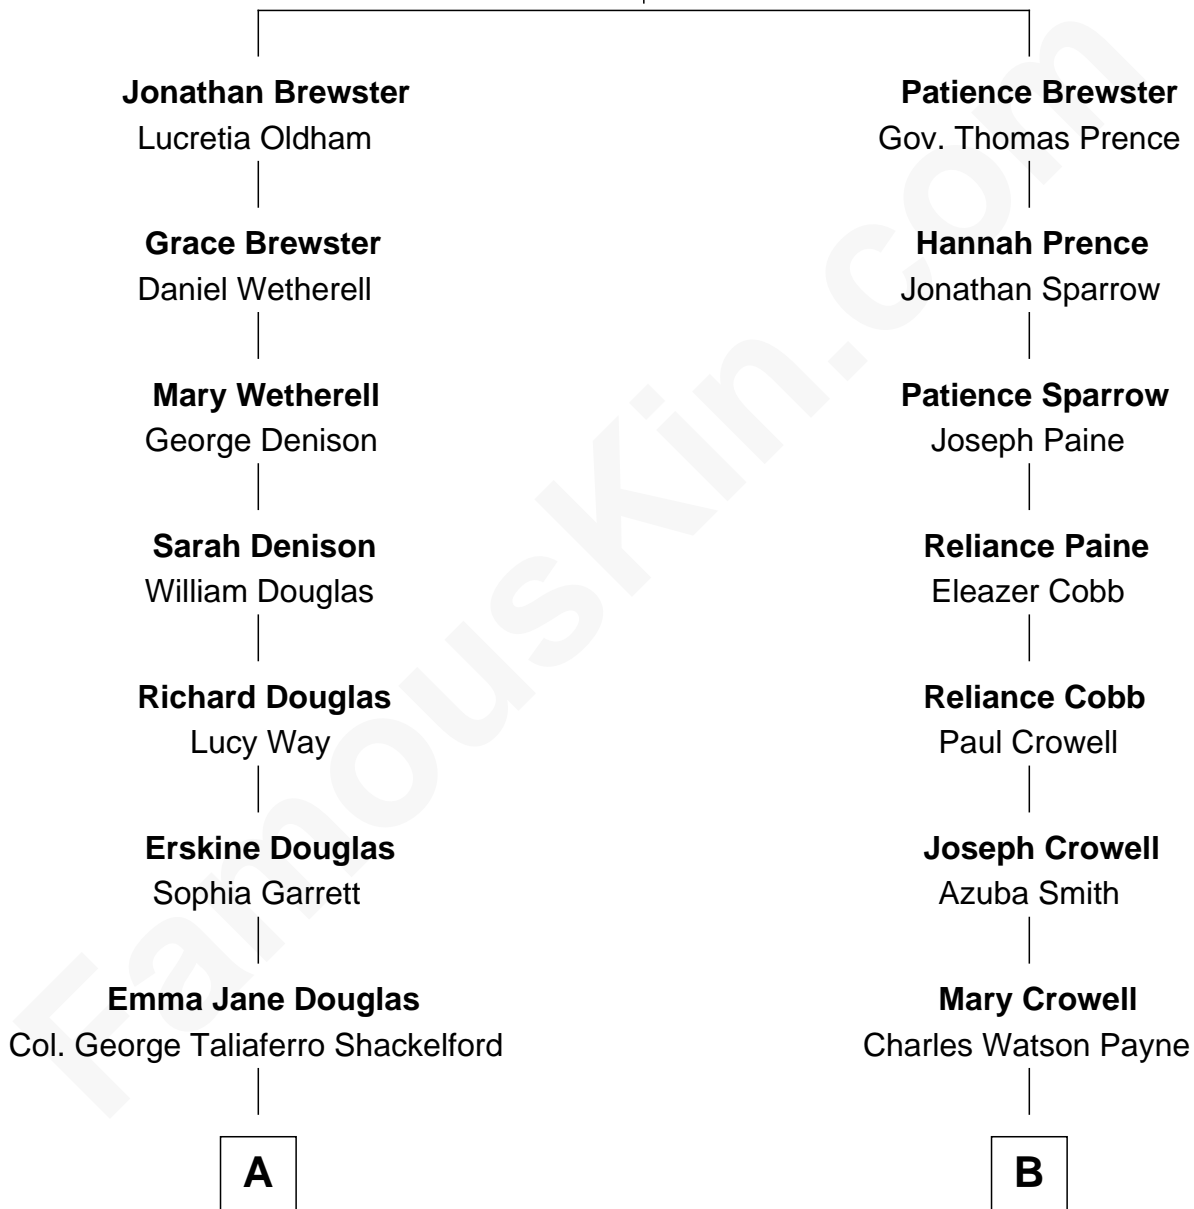 Jonathan Brewster
Lucretia Oldham
Grace Brewster
Daniel Wetherell
Mary Wetherell
George Denison
Sarah Denison
William Douglas
Richard Douglas
Lucy Way
Erskine Douglas
Sophia Garrett
Emma Jane Douglas
Col. George Taliaferro Shackelford
A
Patience Brewster
Gov. Thomas Prence
Hannah Prence
Jonathan Sparrow
Patience Sparrow
Joseph Paine
Reliance Paine
Eleazer Cobb
Reliance Cobb
Paul Crowell
Joseph Crowell
Azuba Smith
Mary Crowell
Charles Watson Payne
B
FamousKin.com